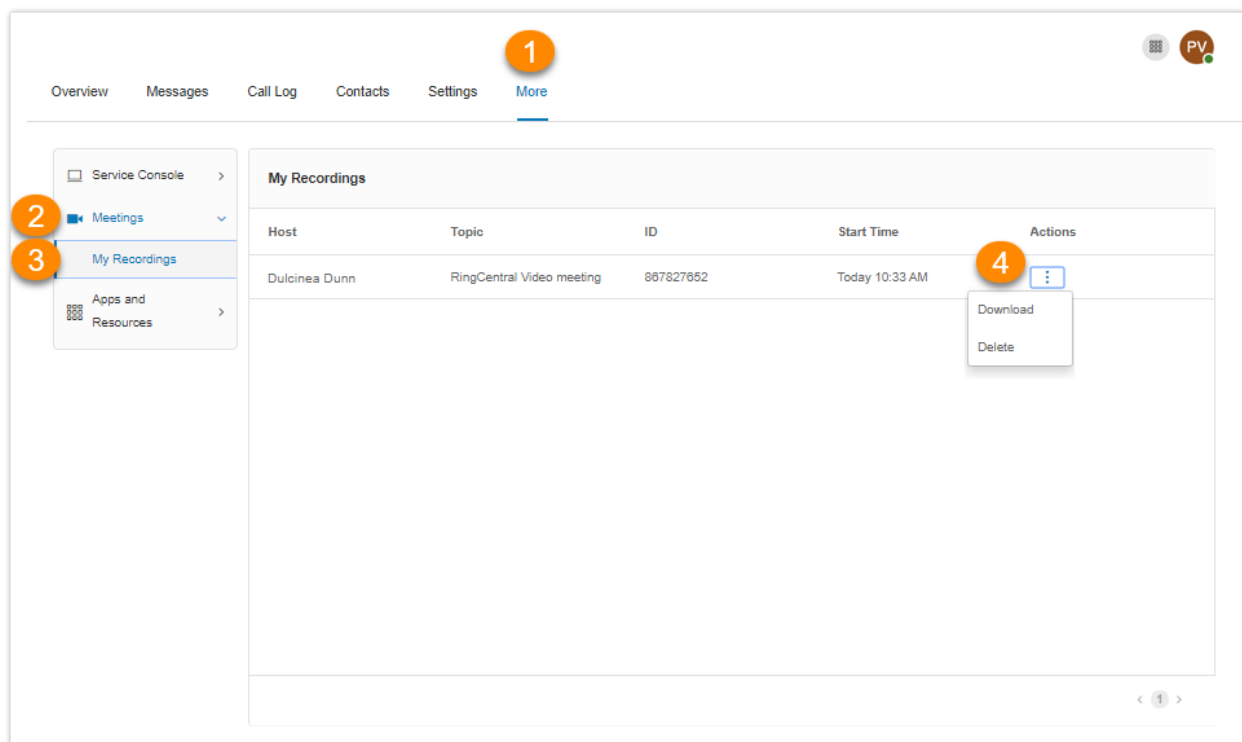 1
PV
Overview Messages Call Log Contacts Settings More
Service Console
2 Meetings
3 My Recordings
Apps and
Resources
My Recordings
Host Topic ID Start Time Actions
Dulcinea Dunn RingCentral Video meeting 867827652 Today 10:33 AM 4
Download
Delete
< 1 >